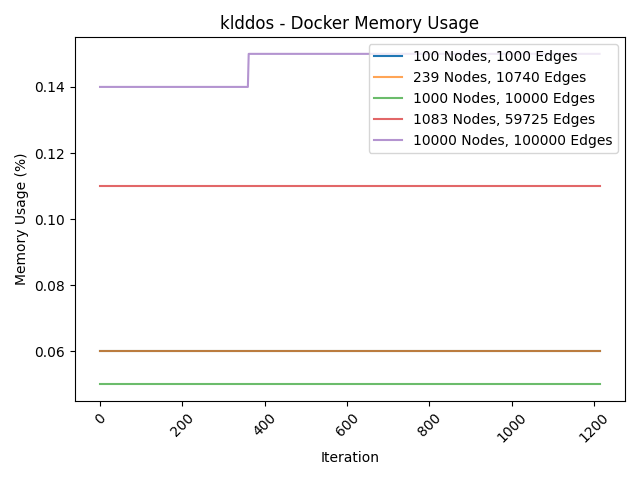 klddos - Docker Memory Usage
100 Nodes, 1000 Edges
239 Nodes, 10740 Edges
1000 Nodes, 10000 Edges
1083 Nodes, 59725 Edges
10000 Nodes, 100000 Edges
Memory Usage (%)
0.14
0.12
0.10
0.08
0.06
0
200
400
600
800
1000
1200
Iteration